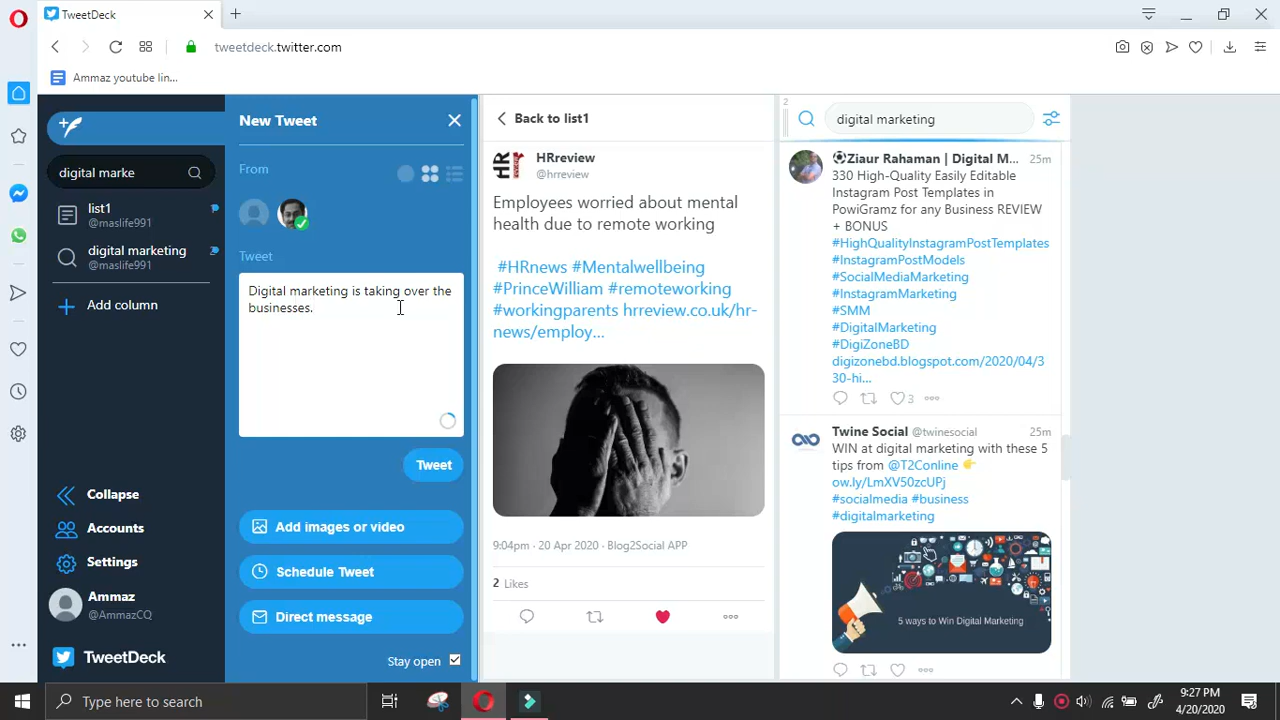 TweetDeck
tweetdeck.twitter.com
Ammaz youtube lin...
digital marke
list1
@maslife991
digital marketing
@maslife991
Add column
Collapse
Accounts
Settings
Ammaz
@AmmazCQ
TweetDeck
New Tweet
From
Tweet
Digital marketing is taking over the
businesses.
Tweet
Add images or video
Schedule Tweet
Direct message
Stay open
Back to list1
HR
HRreview
@hrreview
Employees worried about mental
health due to remote working
#HRnews #Mentalwellbeing
#PrinceWilliam #remoteworking
#workingparents hrreview.co.uk/hr-
news/employ...
9:04pm · 20 Apr 2020 · Blog2Social APP
2 Likes
2
digital marketing
Ziaur Rahaman | Digital M... 25m
330 High-Quality Easily Editable
Instagram Post Templates in
PowiGramz for any Business REVIEW
+ BONUS
#HighQualityInstagramPostTemplates
#InstagramPostModels
#SocialMediaMarketing
#InstagramMarketing
#SMM
#DigitalMarketing
#DigiZoneBD
digizonebd.blogspot.com/2020/04/3
30-hi...
3
Twine Social @twinesocial 25m
WIN at digital marketing with these 5
tips from @T2Conline
ow.ly/LmXV50zcUPj
#socialmedia #business
#digitalmarketing
5 ways to Win Digital Marketing
Type here to search
9:27 PM
4/20/2020